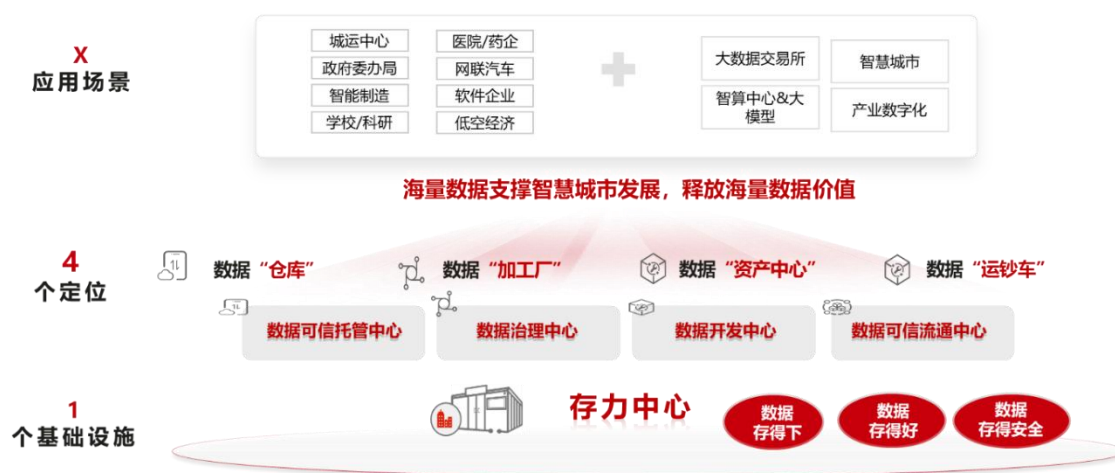 X
应用场景
城运中心
医院/药企
政府委办局
网联汽车
智能制造
软件企业
学校/科研
低空经济
大数据交易所
智慧城市
智算中心&大
模型
产业数字化
海量数据支撑智慧城市发展，释放海量数据价值
4
个定位
数据“仓库”
数据“加工厂”
数据“资产中心”
数据“运钞车”
数据可信托管中心
数据治理中心
数据开发中心
数据可信流通中心
1
个基础设施
存力中心
数据
存得下
数据
存得好
数据
存得安全